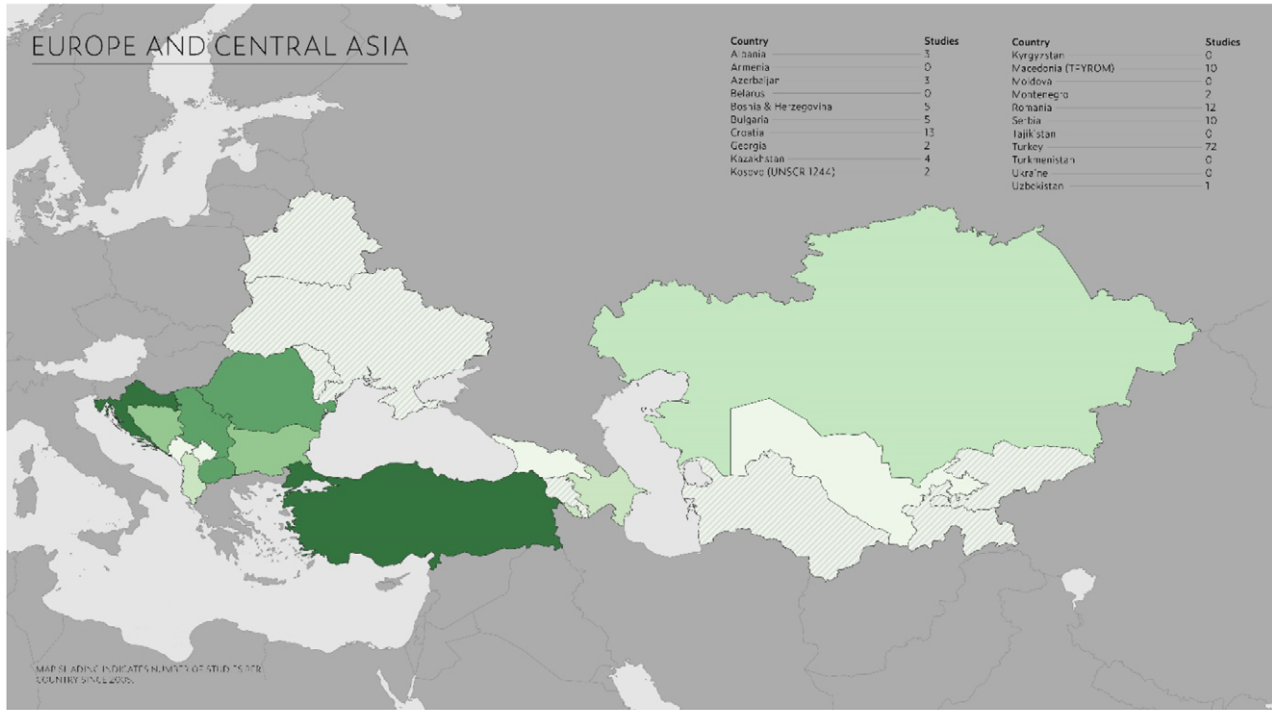 EUROPE AND CENTRAL ASIA
Country Studies
Albania 3
Armenia 0
Azerbaijan 3
Belarus 0
Bosnia & Herzegovina 5
Bulgaria 5
Croatia 13
Georgia 2
Kazakhstan 4
Kosovo (UNSCR 1244) 2
Country Studies
Kyrgyzstan 0
Macedonia (TFYROM) 10
Moldova 0
Montenegro 2
Romania 12
Serbia 10
Tajikistan 0
Turkey 72
Turkmenistan 0
Ukraine 0
Uzbekistan 1
MAP SHADING INDICATES NUMBER OF STUDIES PER
COUNTRY SINCE 2005.